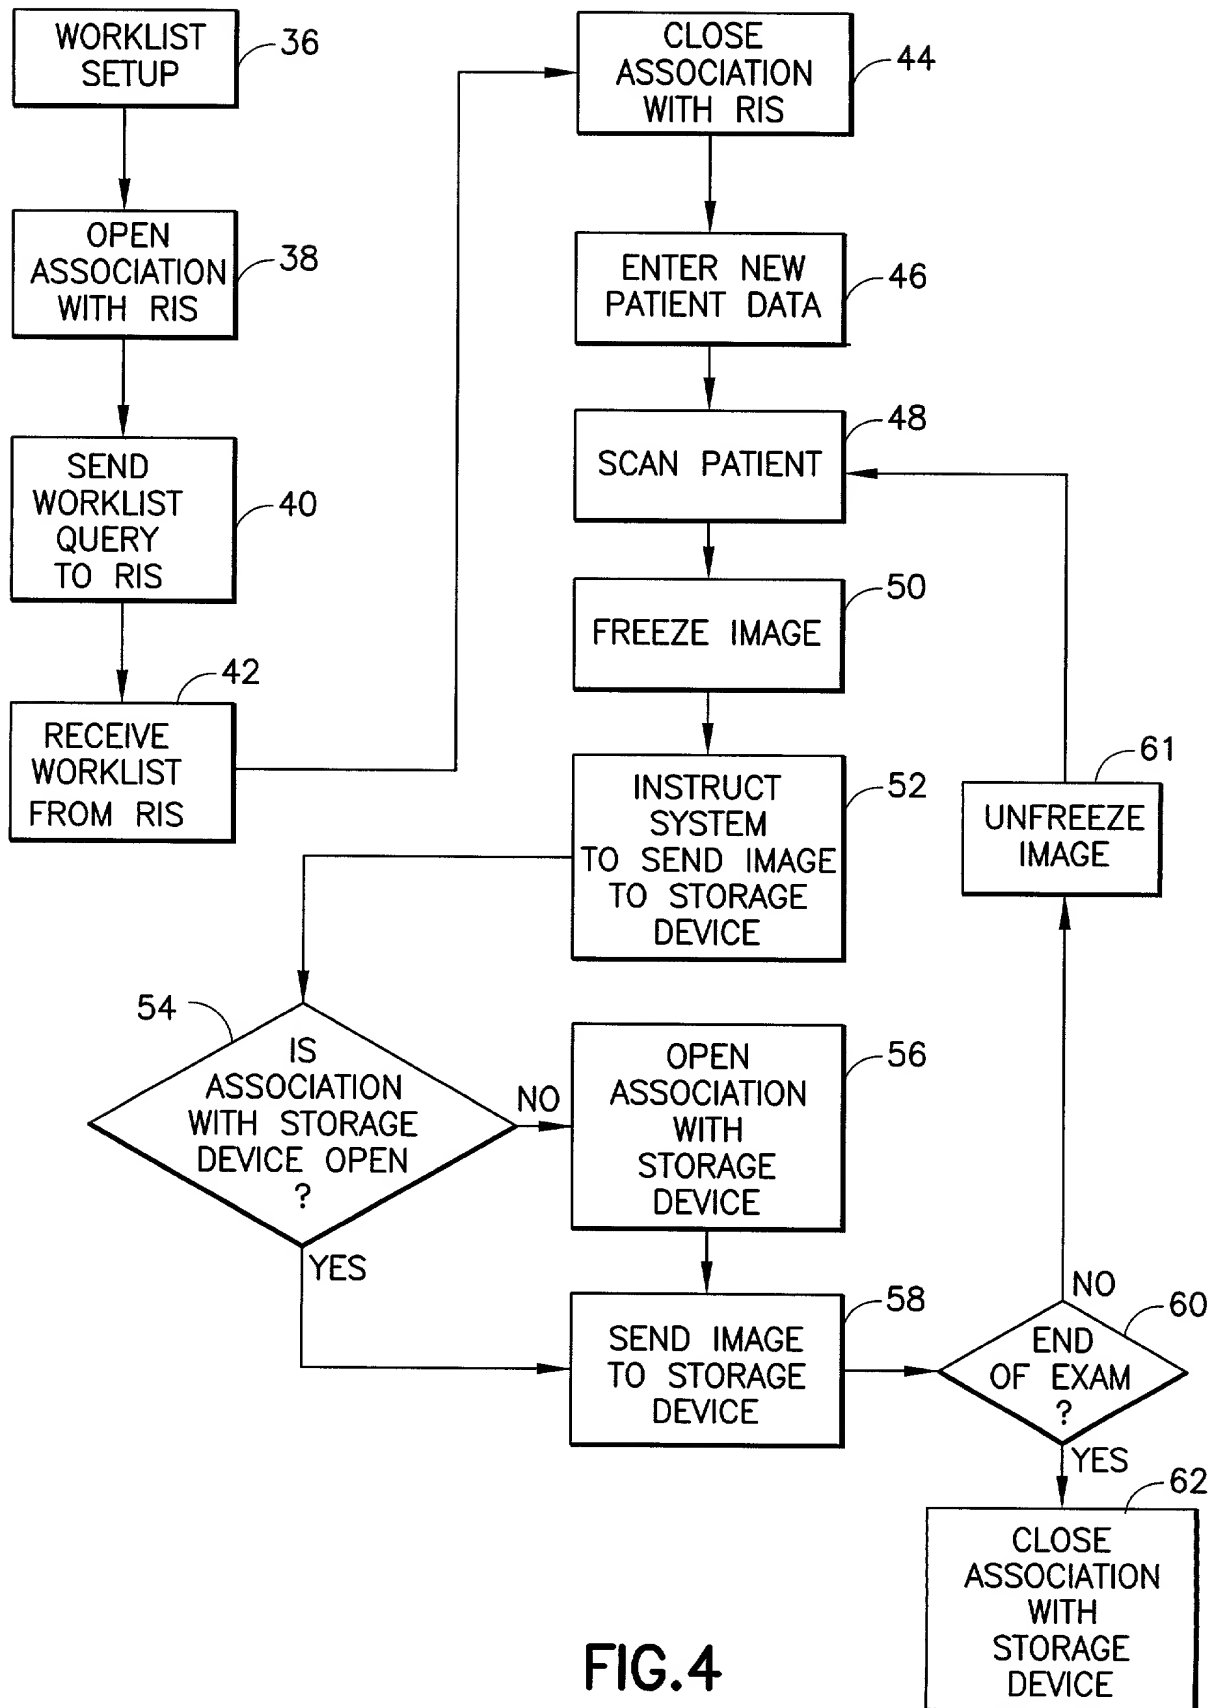 WORKLIST
SETUP
36
OPEN
ASSOCIATION
WITH RIS
38
SEND
WORKLIST
QUERY
TO RIS
40
RECEIVE
WORKLIST
FROM RIS
42
CLOSE
ASSOCIATION
WITH RIS
44
ENTER NEW
PATIENT DATA
46
SCAN PATIENT
48
FREEZE IMAGE
50
INSTRUCT
SYSTEM
TO SEND IMAGE
TO STORAGE
DEVICE
52
54
IS
ASSOCIATION
WITH STORAGE
DEVICE OPEN
?
NO
YES
OPEN
ASSOCIATION
WITH
STORAGE
DEVICE
56
SEND IMAGE
TO STORAGE
DEVICE
58
END
OF EXAM
?
60
NO
YES
UNFREEZE
IMAGE
61
CLOSE
ASSOCIATION
WITH
STORAGE
DEVICE
62
FIG.4